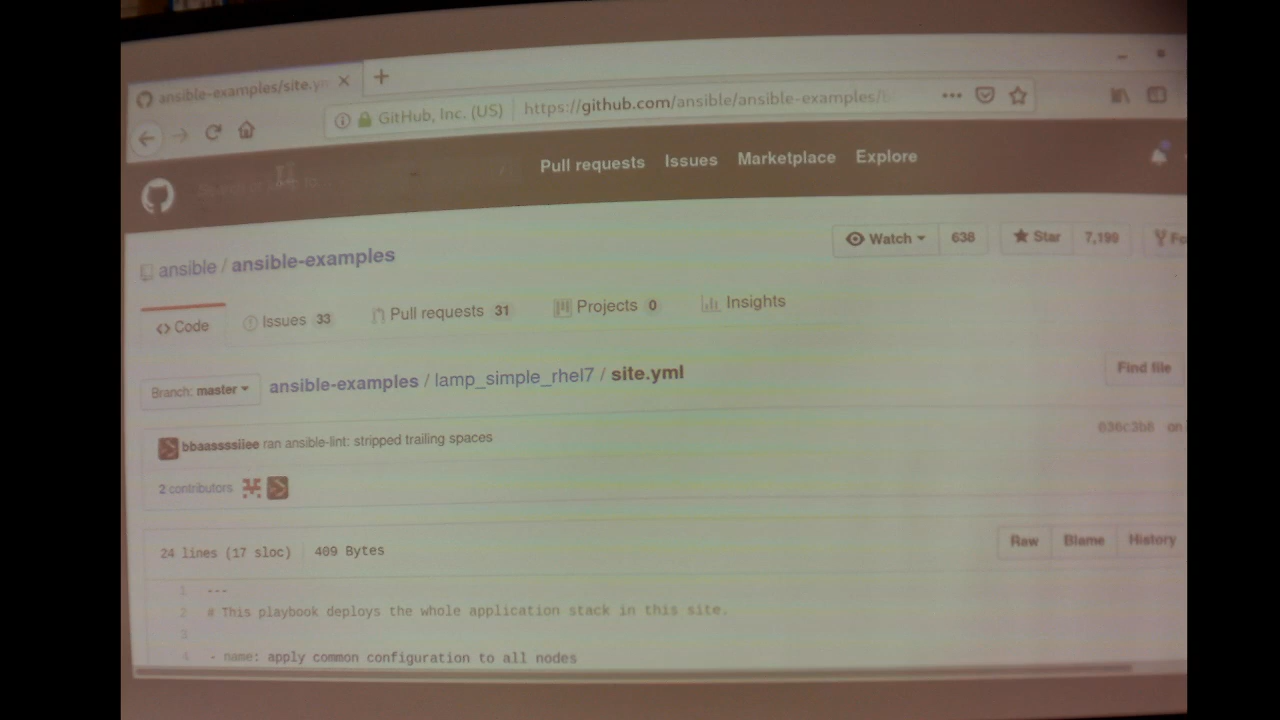 ansible-examples/site.ym × +
GitHub, Inc. (US) https://github.com/ansible/ansible-examples/b
Pull requests Issues Marketplace Explore
ansible / ansible-examples Watch 638 Star 7,199 Fo
<> Code Issues 33 Pull requests 31 Projects 0 Insights
Branch: master ansible-examples / lamp_simple_rhel7 / site.yml Find file
bbaassssiiee ran ansible-lint: stripped trailing spaces 036c3b8 on
2 contributors
24 lines (17 sloc) 409 Bytes Raw Blame History
1 ---
2 # This playbook deploys the whole application stack in this site.
3
4 - name: apply common configuration to all nodes